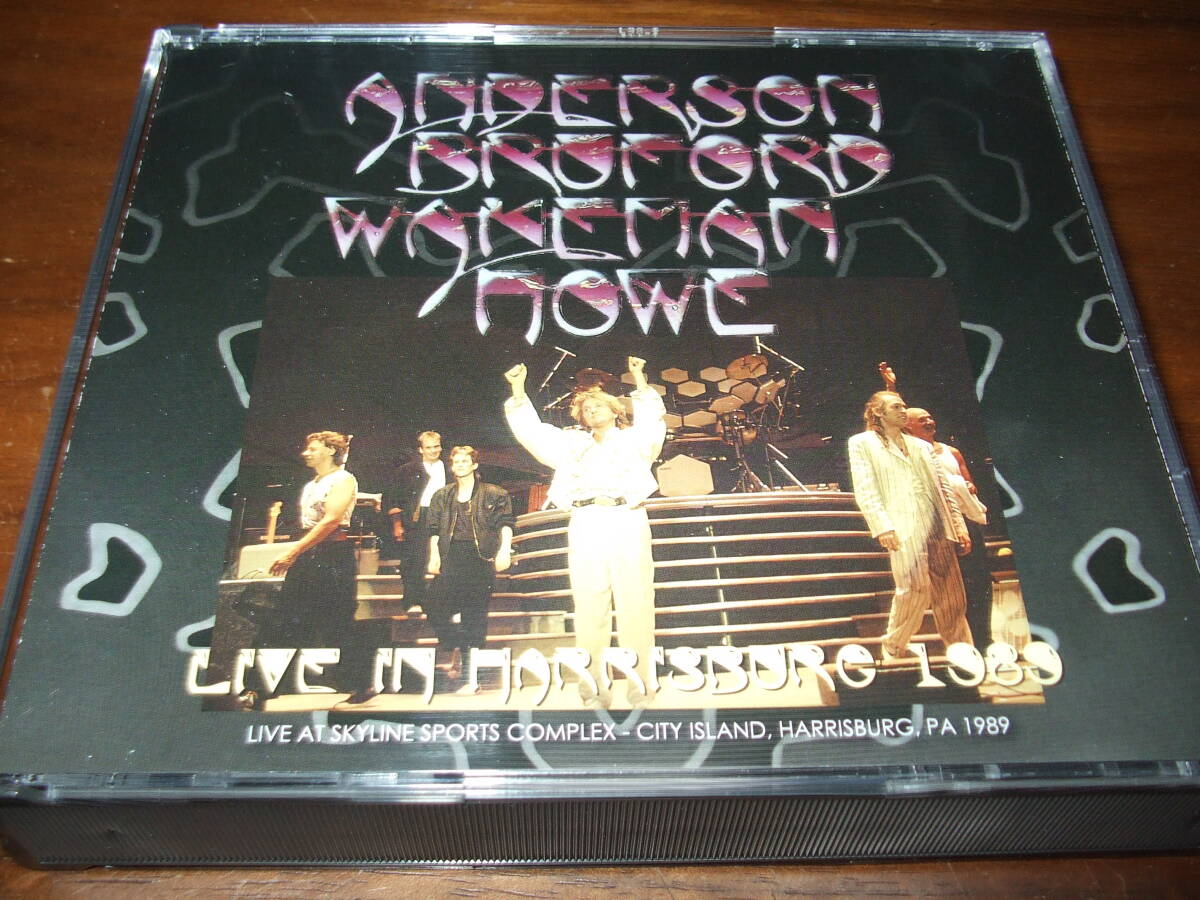 ANDERSON
BRUFORD
WAKEMAN
HOWE
LIVE IN HARRISBURG 1989
LIVE AT SKYLINE SPORTS COMPLEX - CITY ISLAND, HARRISBURG, PA 1989